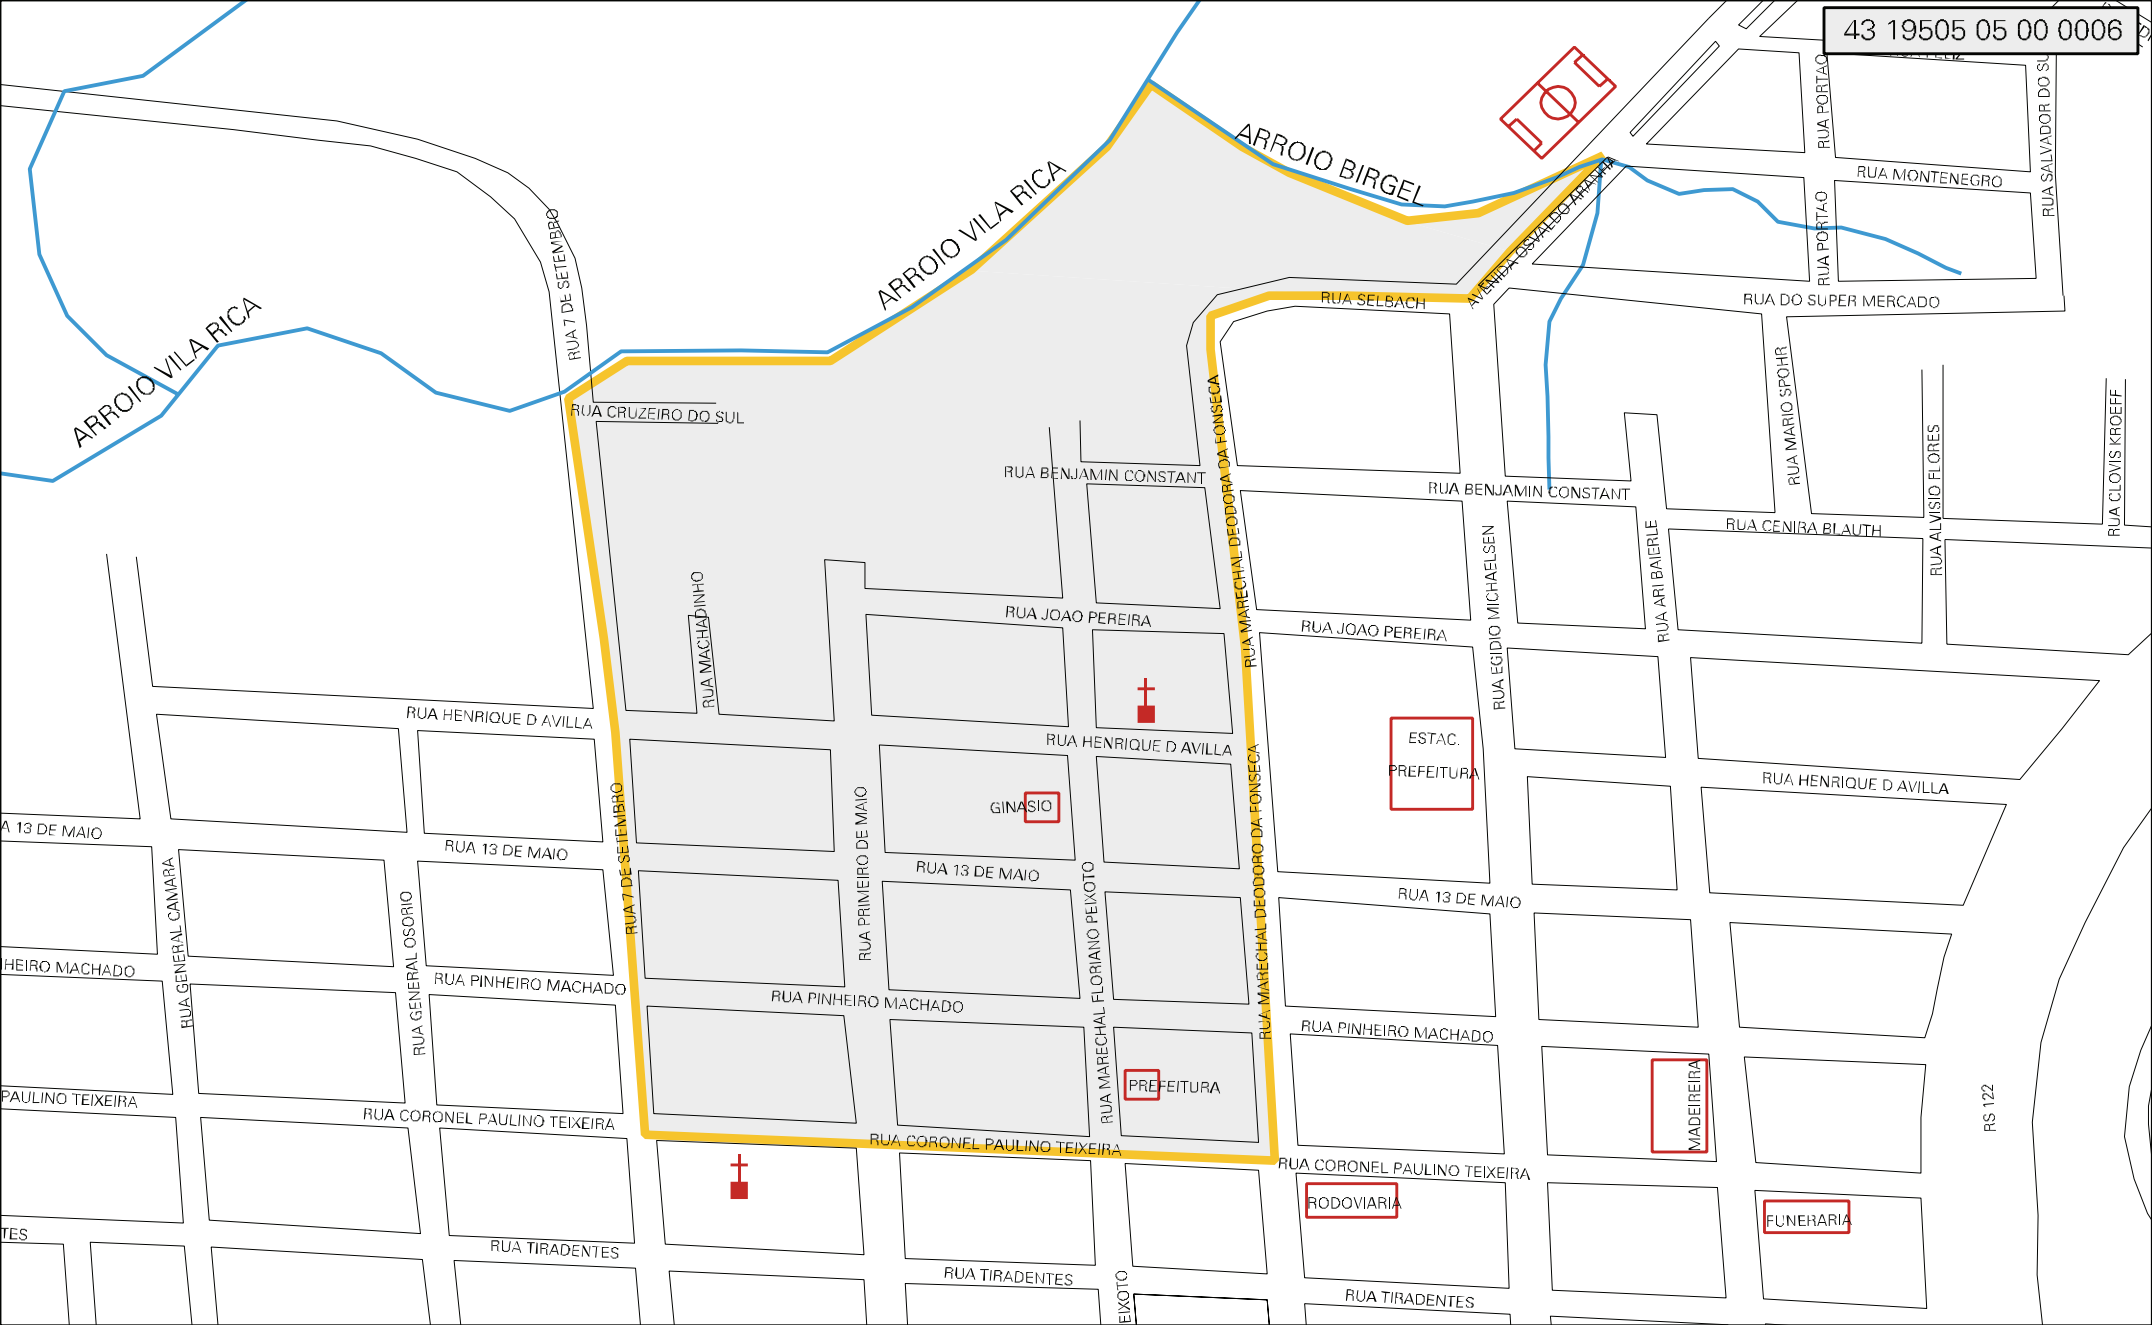 43 19505 05 00 0006
ARROIO BIRGEL
ARROIO VILA RICA
ARROIO VILA RICA
RUA PORTAO
RUA SALVADOR DO SU
RUA MONTENEGRO
RUA PORTAO
AVENIDA OSVALDO ARANHA
RUA 7 DE SETEMBRO
RUA SELBACH
RUA DO SUPER MERCADO
RUA CRUZEIRO DO SUL
RUA MARIO SPOHR
RUA ALVISIO FLORES
RUA CLOVIS KROEFF
RUA BENJAMIN CONSTANT
RUA BENJAMIN CONSTANT
RUA CENIRA BLAUTH
RUA MARECHAL DEODORA DA FONSECA
RUA EGIDIO MICHAELSEN
RUA ARI BAIERLE
RUA MACHADINHO
RUA JOAO PEREIRA
RUA JOAO PEREIRA
RUA HENRIQUE D AVILLA
RUA HENRIQUE D AVILLA
RUA HENRIQUE D AVILLA
ESTAC.
PREFEITURA
GINASIO
A 13 DE MAIO
RUA 13 DE MAIO
RUA 13 DE MAIO
RUA 13 DE MAIO
RUA 7 DE SETEMBRO
RUA PRIMEIRO DE MAIO
RUA MARECHAL FLORIANO PEIXOTO
RUA MARECHAL DEODORO DA FONSECA
RUA GENERAL CAMARA
RUA GENERAL OSORIO
HEIRO MACHADO
RUA PINHEIRO MACHADO
RUA PINHEIRO MACHADO
RUA PINHEIRO MACHADO
PREFEITURA
MADEIREIRA
RS 122
PAULINO TEIXEIRA
RUA CORONEL PAULINO TEIXEIRA
RUA CORONEL PAULINO TEIXEIRA
RUA CORONEL PAULINO TEIXEIRA
RODOVIARIA
FUNERARIA
TES
RUA TIRADENTES
RUA TIRADENTES
RUA TIRADENTES
EIXOTO